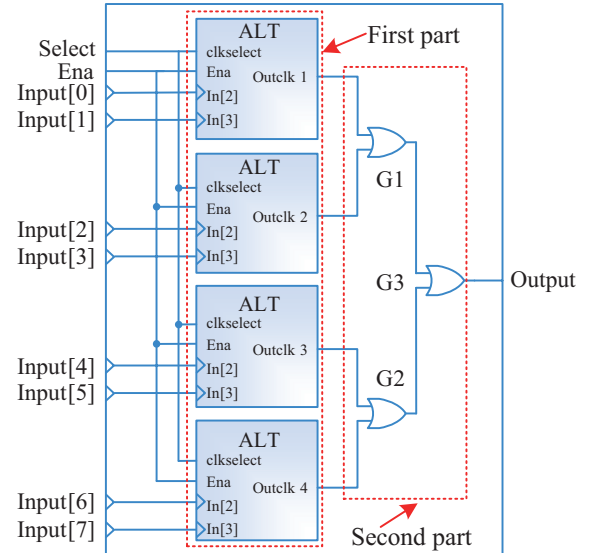 Select
Ena
Input[0]
Input[1]
Input[2]
Input[3]
Input[4]
Input[5]
Input[6]
Input[7]
ALT
clkselect
Ena
Outclk 1
In[2]
In[3]
ALT
clkselect
Ena
Outclk 2
In[2]
In[3]
ALT
clkselect
Ena
Outclk 3
In[2]
In[3]
ALT
clkselect
Ena
Outclk 4
In[2]
In[3]
First part
G1
G3
G2
Output
Second part